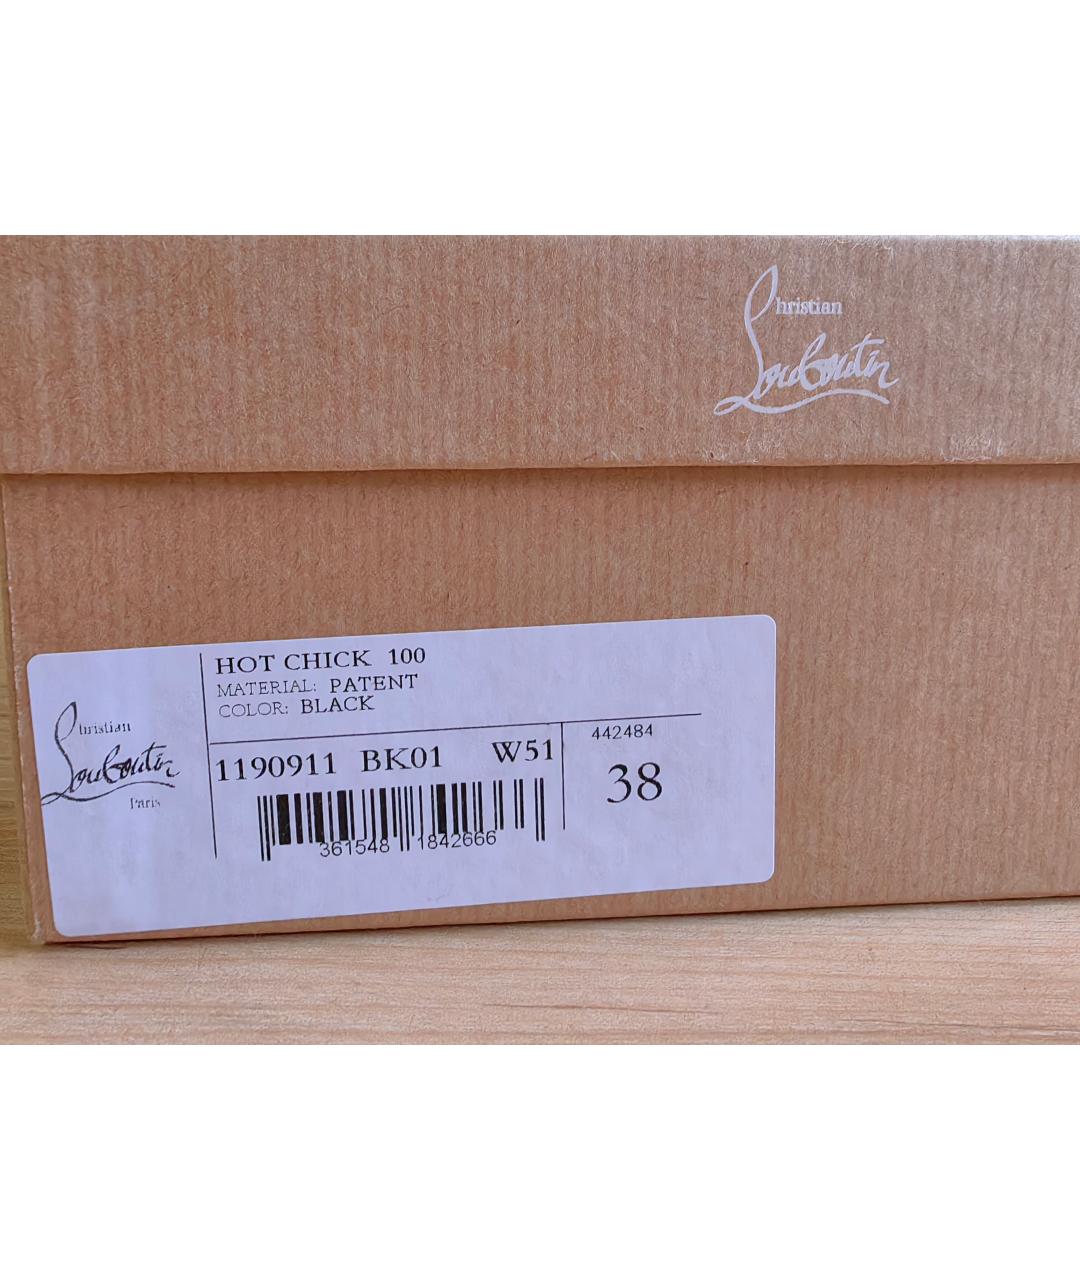 Christian
Louboutin
HOT CHICK 100
MATERIAL: PATENT
COLOR: BLACK
Christian
Louboutin
Paris
1190911 BK01 W51
442484
38
361548 1842666